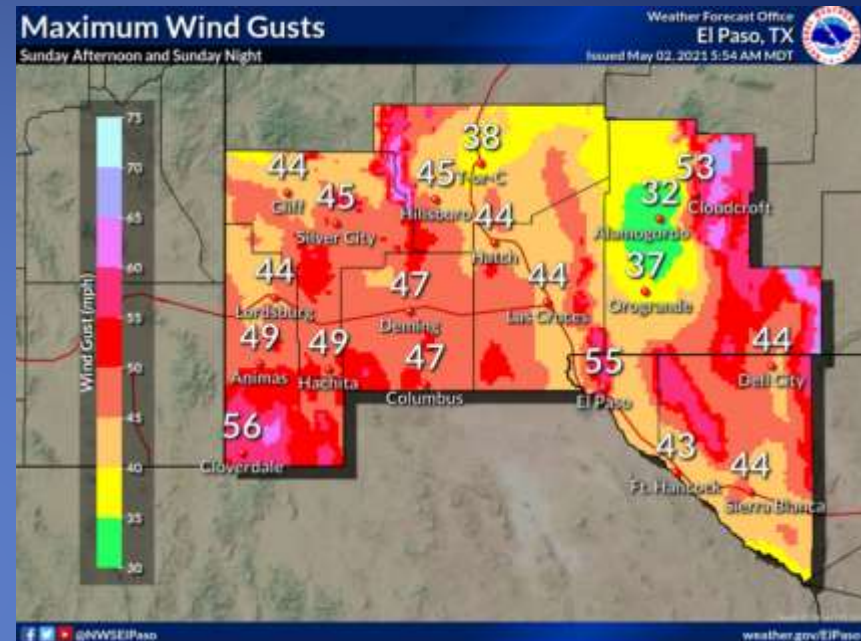 Maximum Wind Gusts
Sunday Afternoon and Sunday Night
Weather Forecast Office
El Paso, TX
Issued May 02, 2021 5:54 AM MDT
Wind Gust (mph)
75
70
65
60
55
50
45
40
35
30
44
Cliff
45
Silver City
45
Hillsboro
38
T-or-C
44
Hatch
53
Cloudcroft
32
Alamogordo
37
Orogrande
44
Lordsburg
47
Deming
44
Las Cruces
49
Animas
49
Hachita
47
Columbus
55
El Paso
44
Dell City
56
Cloverdale
43
Ft. Hancock
44
Sierra Blanca
@NWSElPaso
weather.gov/ElPaso